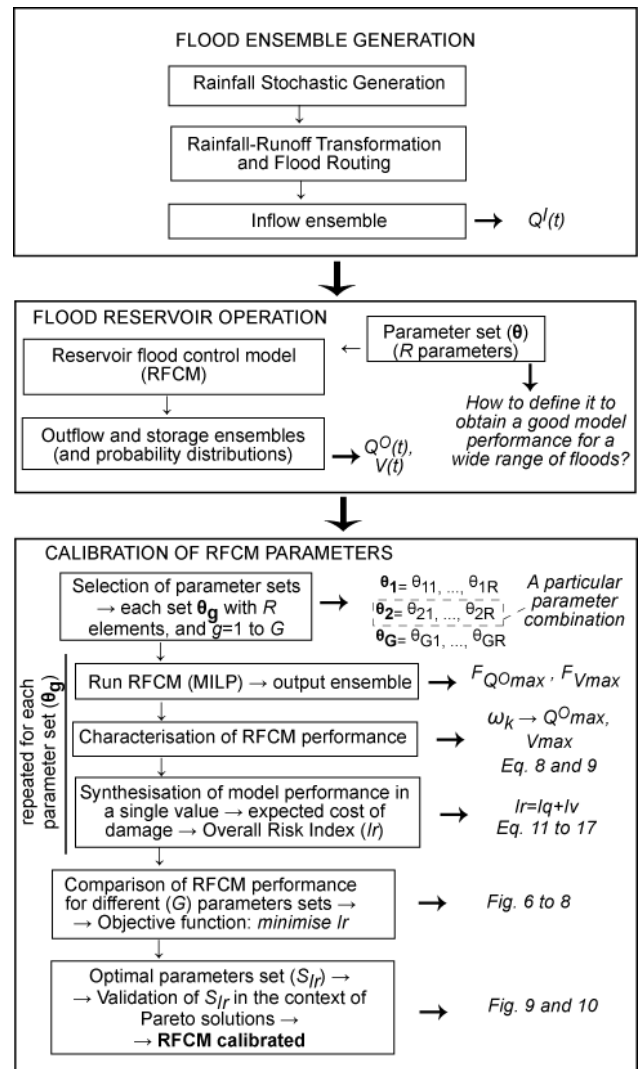 FLOOD ENSEMBLE GENERATION
Rainfall Stochastic Generation
↓
Rainfall-Runoff Transformation
and Flood Routing
↓
Inflow ensemble → Q^I(t)
FLOOD RESERVOIR OPERATION
Reservoir flood control model
(RFCM)
← Parameter set (θ)
(R parameters)
↓
How to define it to
obtain a good model
performance for a
wide range of floods?
↓
Outflow and storage ensembles
(and probability distributions)
→ Q^O(t),
V(t)
CALIBRATION OF RFCM PARAMETERS
Selection of parameter sets
→ each set θg with R
elements, and g=1 to G
→
θ1= θ11, ..., θ1R
θ2= θ21, ..., θ2R
θG= θG1, ..., θGR
A particular
parameter
combination
repeated for each
parameter set (θg)
Run RFCM (MILP) → output ensemble → F_Q^Omax , F_Vmax
↓
Characterisation of RFCM performance → ω_k → Q^Omax,
Vmax
Eq. 8 and 9
↓
Synthesisation of model performance in
a single value → expected cost of
damage → Overall Risk Index (Ir)
→ Ir=Iq+Iv
Eq. 11 to 17
↓
Comparison of RFCM performance
for different (G) parameters sets →
→ Objective function: minimise Ir
→ Fig. 6 to 8
↓
Optimal parameters set (S_Ir) →
→ Validation of S_Ir in the context of
Pareto solutions →
→ RFCM calibrated
→ Fig. 9 and 10